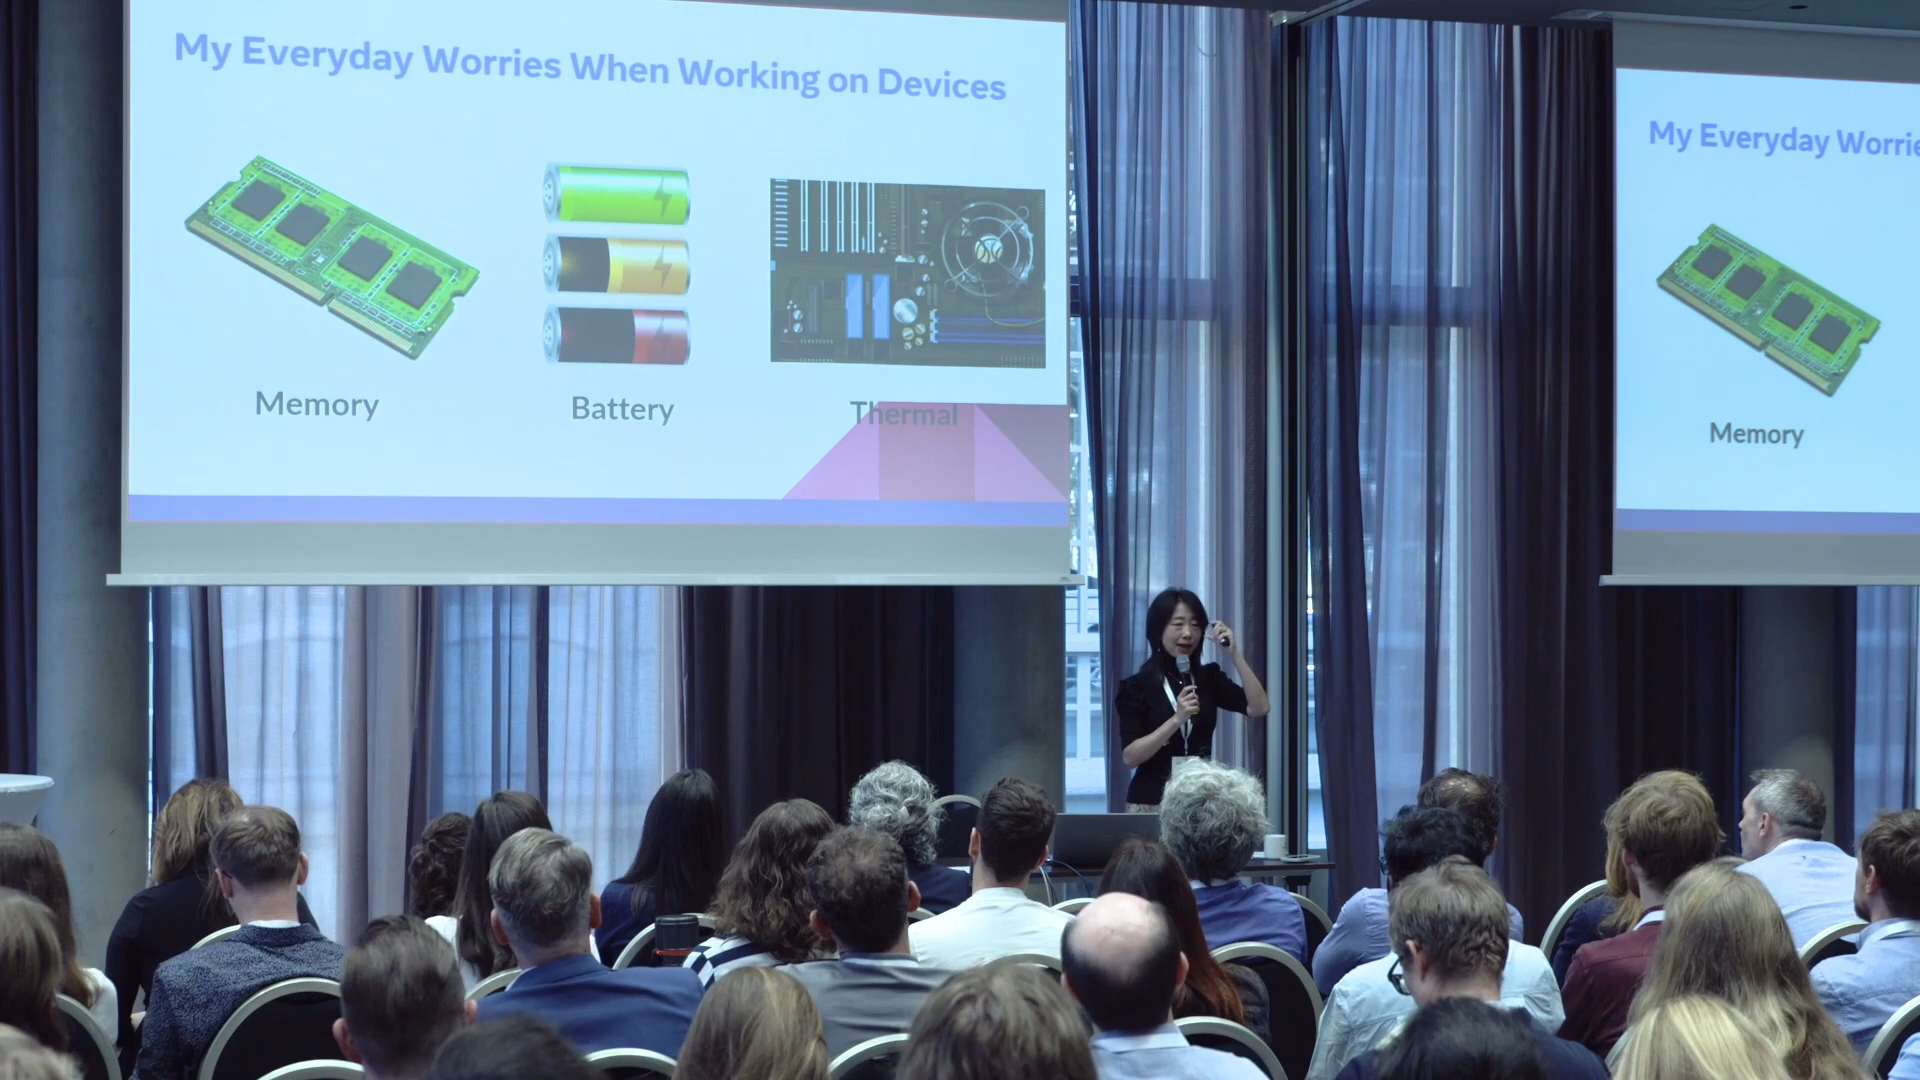 My Everyday Worries When Working on Devices
Memory
Battery
Thermal
My Everyday Worrie
Memory